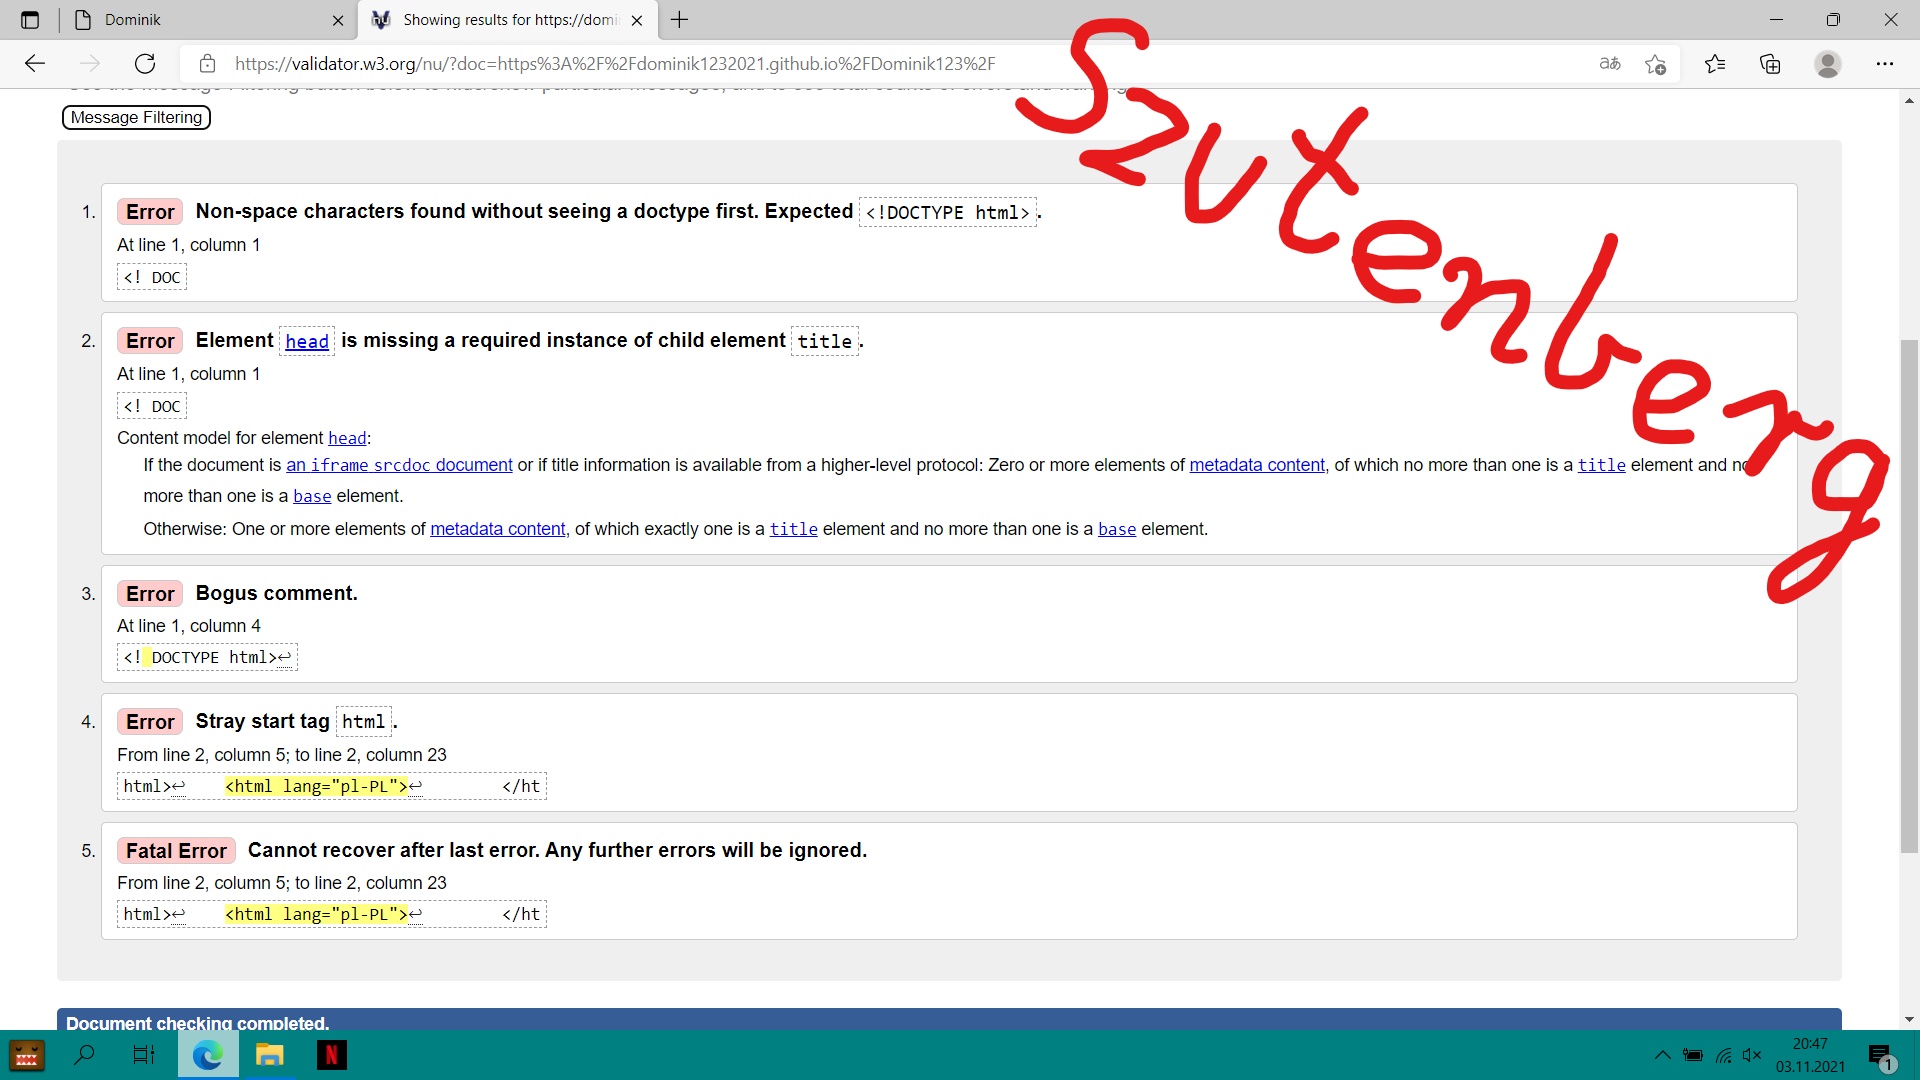 Dominik
Showing results for https://domi
https://validator.w3.org/nu/?doc=https%3A%2F%2Fdominik1232021.github.io%2FDominik123%2F
Message Filtering
Szutenberg
1. Error Non-space characters found without seeing a doctype first. Expected <!DOCTYPE html>.
At line 1, column 1
<! DOC
2. Error Element head is missing a required instance of child element title.
At line 1, column 1
<! DOC
Content model for element head:
If the document is an iframe srcdoc document or if title information is available from a higher-level protocol: Zero or more elements of metadata content, of which no more than one is a title element and no
more than one is a base element.
Otherwise: One or more elements of metadata content, of which exactly one is a title element and no more than one is a base element.
3. Error Bogus comment.
At line 1, column 4
<! DOCTYPE html>↩
4. Error Stray start tag html.
From line 2, column 5; to line 2, column 23
html>↩ <html lang="pl-PL">↩ </ht
5. Fatal Error Cannot recover after last error. Any further errors will be ignored.
From line 2, column 5; to line 2, column 23
html>↩ <html lang="pl-PL">↩ </ht
Document checking completed.
20:47
03.11.2021
1